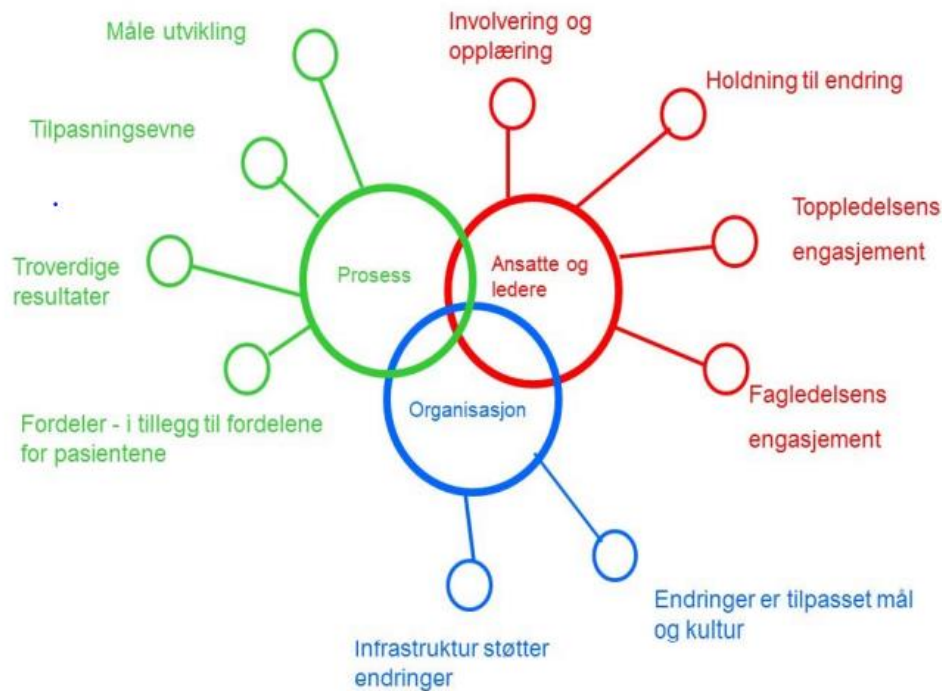 Måle utvikling
Involvering og
opplæring
Holdning til endring
Tilpasningsevne
Toppledelsens
engasjement
Troverdige
resultater
Prosess
Ansatte og
ledere
Fagledelsens
engasjement
Fordeler - i tillegg til fordelene
for pasientene
Organisasjon
Infrastruktur støtter
endringer
Endringer er tilpasset mål
og kultur